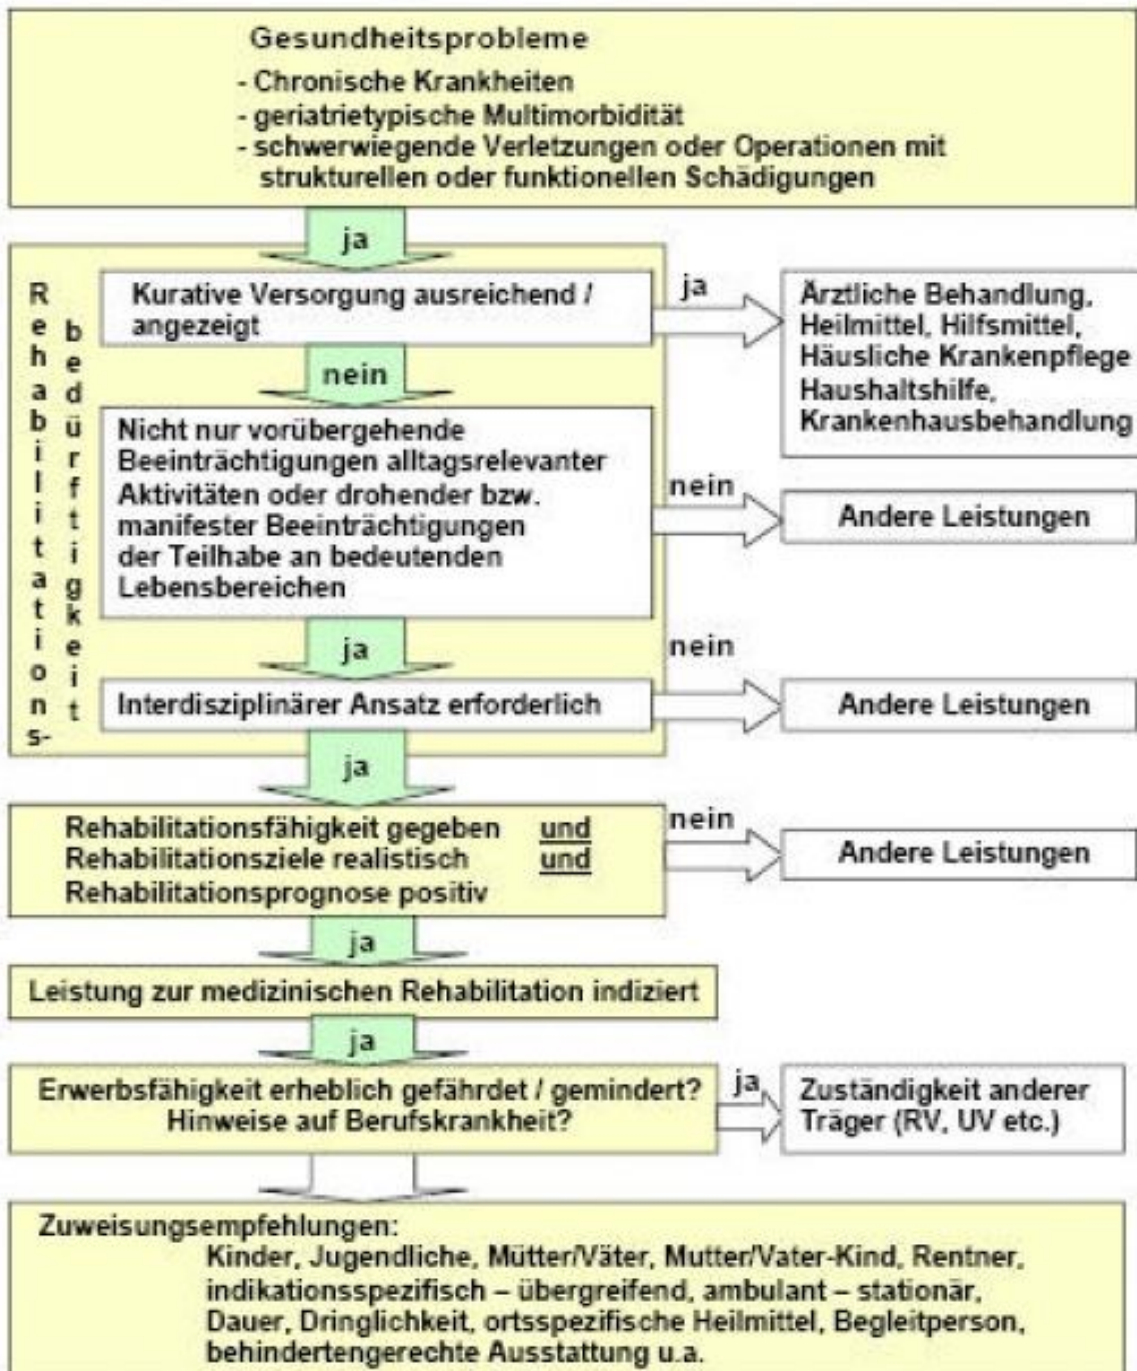 Gesundheitsprobleme
- Chronische Krankheiten
- geriatrietypische Multimorbidität
- schwerwiegende Verletzungen oder Operationen mit
strukturellen oder funktionellen Schädigungen
ja
Rehabilitations-
bedürftigkeit
Kurative Versorgung ausreichend /
angezeigt
ja
Ärztliche Behandlung,
Heilmittel, Hilfsmittel,
Häusliche Krankenpflege
Haushaltshilfe,
Krankenhausbehandlung
nein
Nicht nur vorübergehende
Beeinträchtigungen alltagsrelevanter
Aktivitäten oder drohender bzw.
manifester Beeinträchtigungen
der Teilhabe an bedeutenden
Lebensbereichen
nein
Andere Leistungen
ja
Interdisziplinärer Ansatz erforderlich
nein
Andere Leistungen
ja
Rehabilitationsfähigkeit gegeben und
Rehabilitationsziele realistisch und
Rehabilitationsprognose positiv
nein
Andere Leistungen
ja
Leistung zur medizinischen Rehabilitation indiziert
ja
Erwerbsfähigkeit erheblich gefährdet / gemindert?
Hinweise auf Berufskrankheit?
ja
Zuständigkeit anderer
Träger (RV, UV etc.)
Zuweisungsempfehlungen:
Kinder, Jugendliche, Mütter/Väter, Mutter/Vater-Kind, Rentner,
indikationsspezifisch – übergreifend, ambulant – stationär,
Dauer, Dringlichkeit, ortsspezifische Heilmittel, Begleitperson,
behindertengerechte Ausstattung u.a.